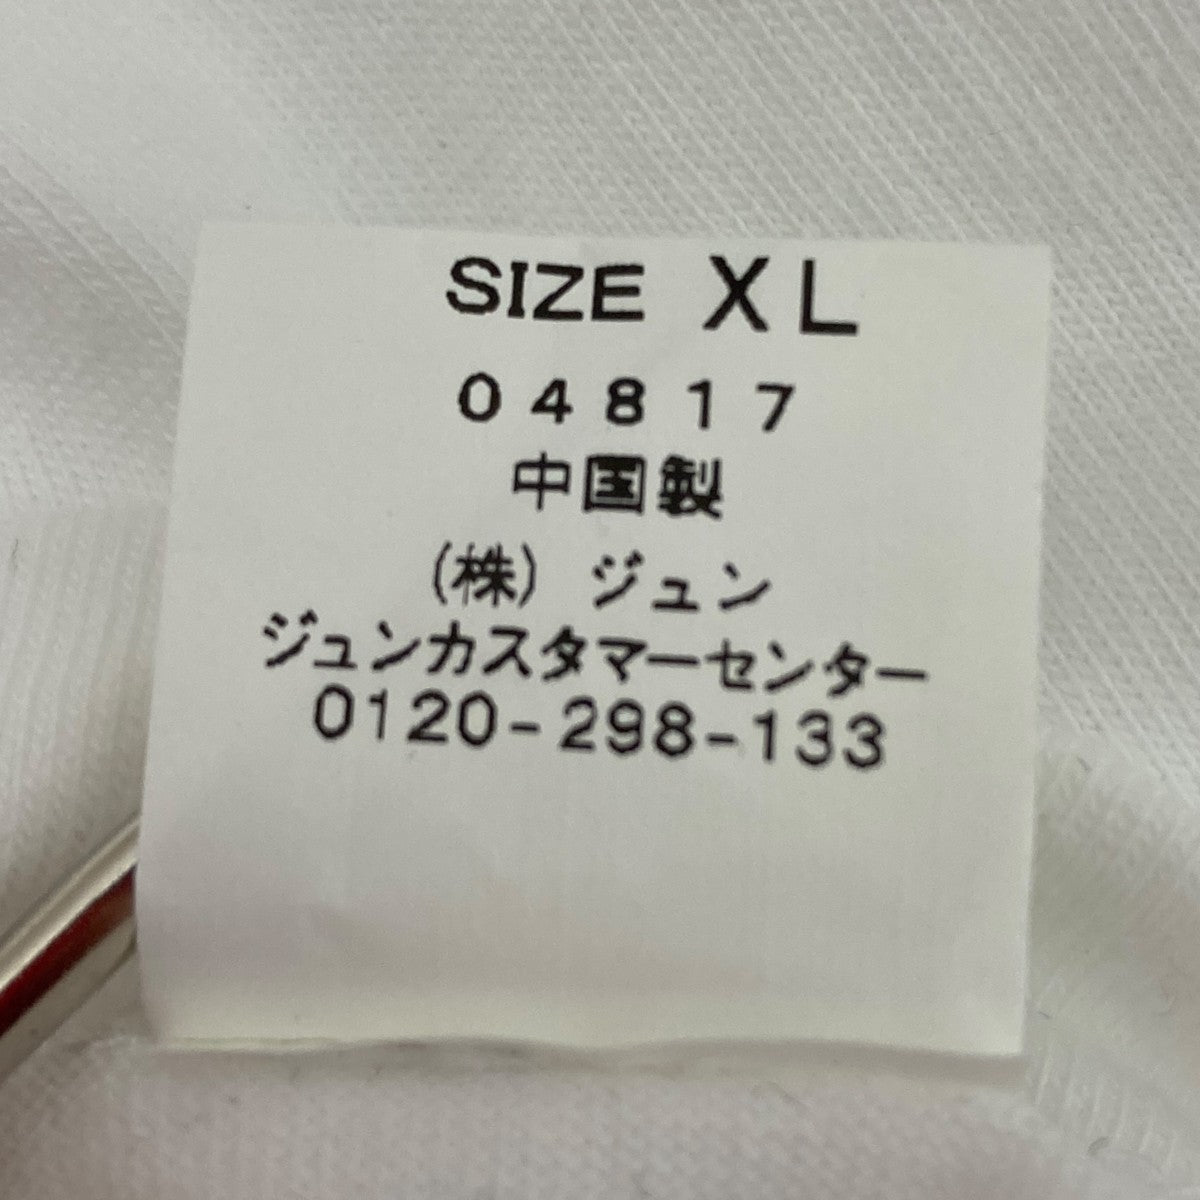 SIZE XL
04817
中国製
(株) ジュン
ジュンカスタマーセンター
0120-298-133